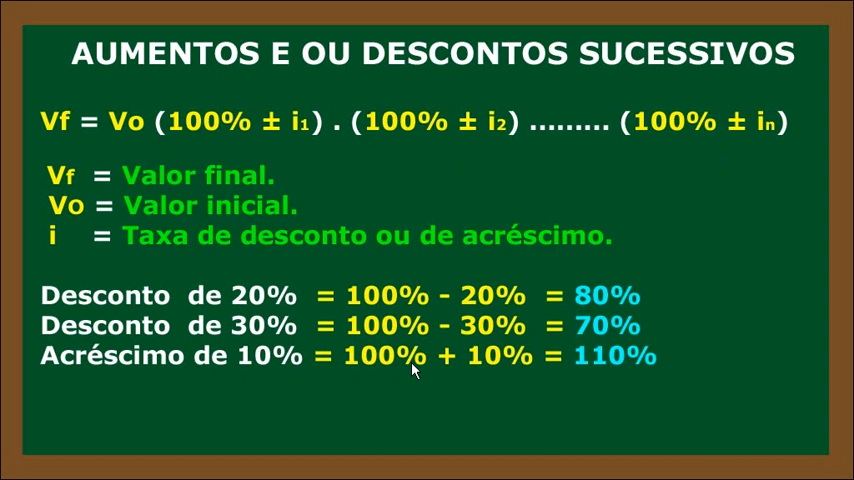 AUMENTOS E OU DESCONTOS SUCESSIVOS
Vf = Vo (100% ± i₁) . (100% ± i₂) ......... (100% ± iₙ)
Vf = Valor final.
Vo = Valor inicial.
i = Taxa de desconto ou de acréscimo.
Desconto de 20% = 100% - 20% = 80%
Desconto de 30% = 100% - 30% = 70%
Acréscimo de 10% = 100% + 10% = 110%